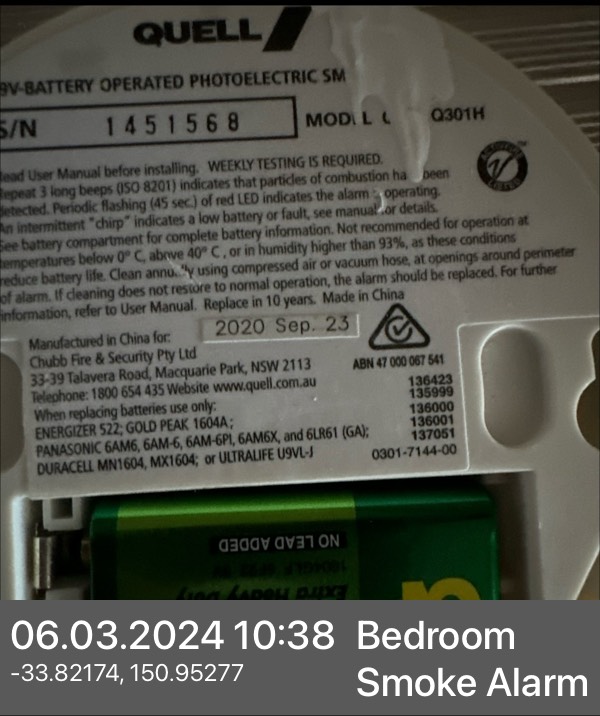 QUELL
9V-BATTERY OPERATED PHOTOELECTRIC SM
S/N 1451568 MODEL Q301H
Read User Manual before installing. WEEKLY TESTING IS REQUIRED.
Repeat 3 long beeps (ISO 8201) indicates that particles of combustion ha been
detected. Periodic flashing (45 sec.) of red LED indicates the alarm operating.
An intermittent "chirp" indicates a low battery or fault, see manual for details.
See battery compartment for complete battery information. Not recommended for operation at
temperatures below 0° C, above 40° C, or in humidity higher than 93%, as these conditions
reduce battery life. Clean annually using compressed air or vacuum hose, at openings around perimeter
of alarm. If cleaning does not restore to normal operation, the alarm should be replaced. For further
information, refer to User Manual. Replace in 10 years. Made in China
2020 Sep. 23
Manufactured in China for:
Chubb Fire & Security Pty Ltd
33-39 Talavera Road, Macquarie Park, NSW 2113
Telephone: 1800 654 435 Website www.quell.com.au
When replacing batteries use only:
ENERGIZER 522; GOLD PEAK 1604A;
PANASONIC 6AM6, 6AM-6, 6AM-6PI, 6AM6X, and 6LR61 (GA);
DURACELL MN1604, MX1604; or ULTRALIFE U9VL-J
ABN 47 000 067 541
136423
135999
136000
136001
137051
0301-7144-00
NO LEAD ADDED
Extra Heavy Duty
06.03.2024 10:38
-33.82174, 150.95277
Bedroom
Smoke Alarm